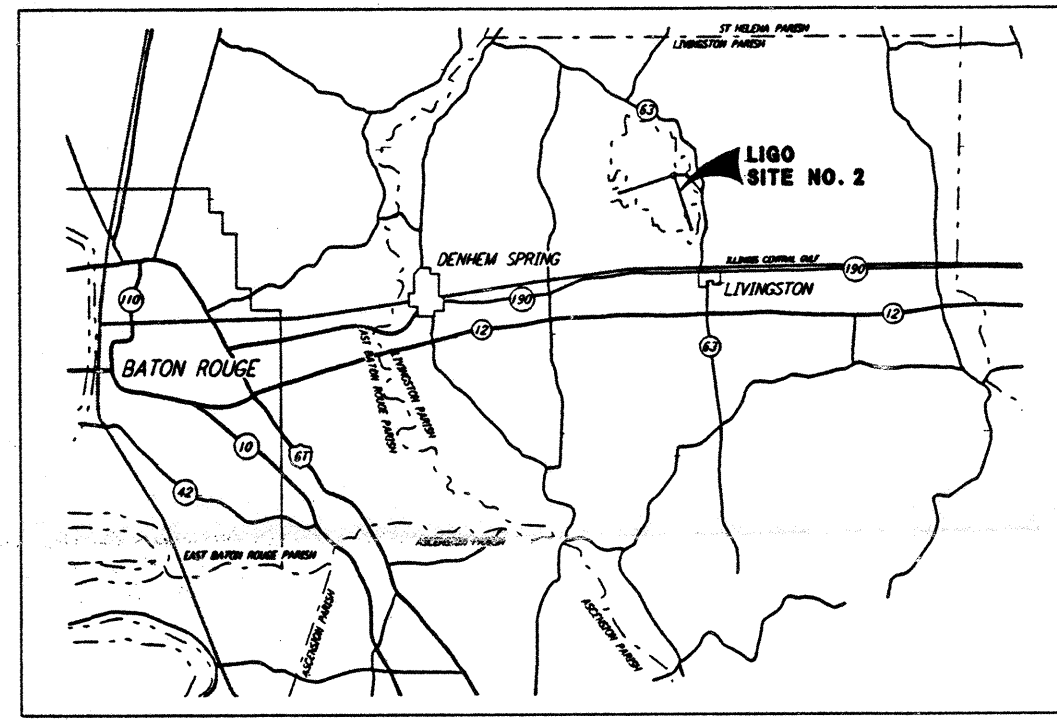 ST HELENA PARISH
LIVINGSTON PARISH
63
LIGO
SITE NO. 2
DENHEM SPRING
ILLINOIS CENTRAL GULF
190
190
110
LIVINGSTON
12
12
63
BATON ROUGE
LIVINGSTON PARISH
EAST BATON ROUGE PARISH
10
61
42
ASCENSION PARISH
EAST BATON ROUGE PARISH
ASCENSION PARISH
ASCENSION PARISH